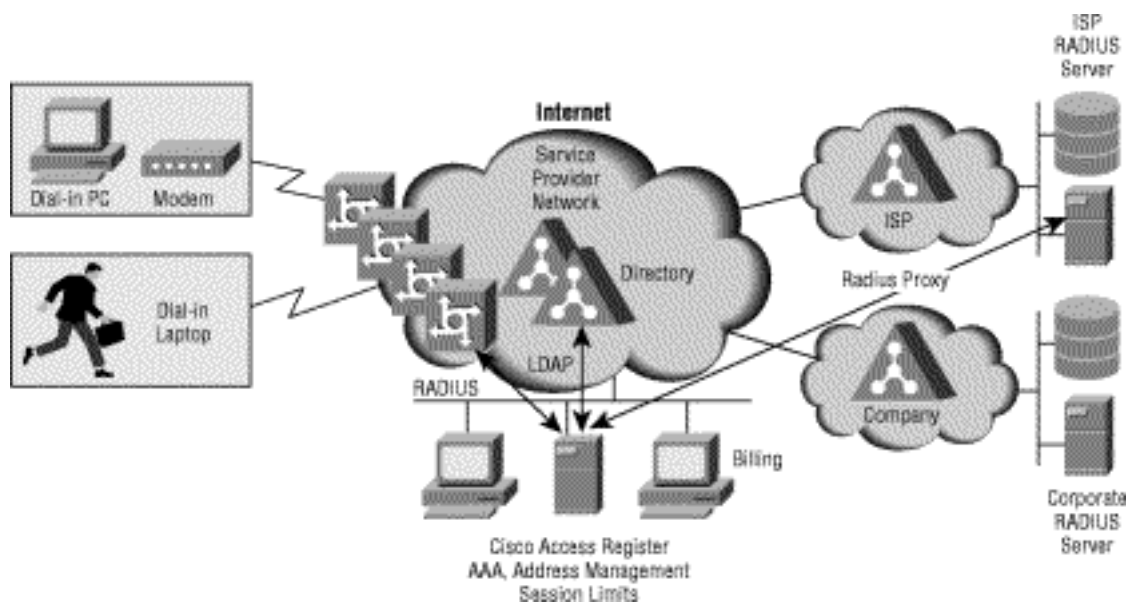 ISP
RADIUS
Server
Internet
Service
Provider
Network
Dial-in PC
Modem
ISP
Directory
Radius Proxy
Dial-in
Laptop
LDAP
RADIUS
Company
Billing
Cisco Access Register
AAA, Address Management
Session Limits
Corporate
RADIUS
Server